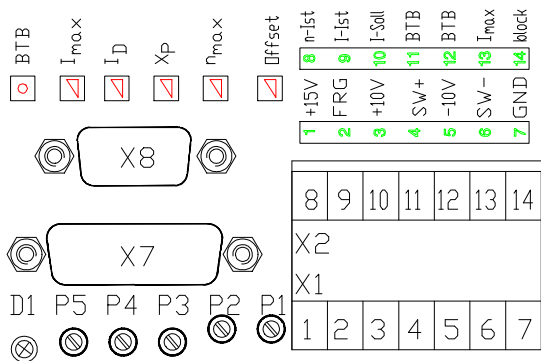 BTB Imax ID XP nmax Offset
n-Ist I-Ist I-Soll BTB BTB Imax block
8 9 10 11 12 13 14
+15V FRG +10V SW+ -10V SW- GND
1 2 3 4 5 6 7
X8
X7
D1 P5 P4 P3 P2 P1
8 9 10 11 12 13 14
X2
X1
1 2 3 4 5 6 7